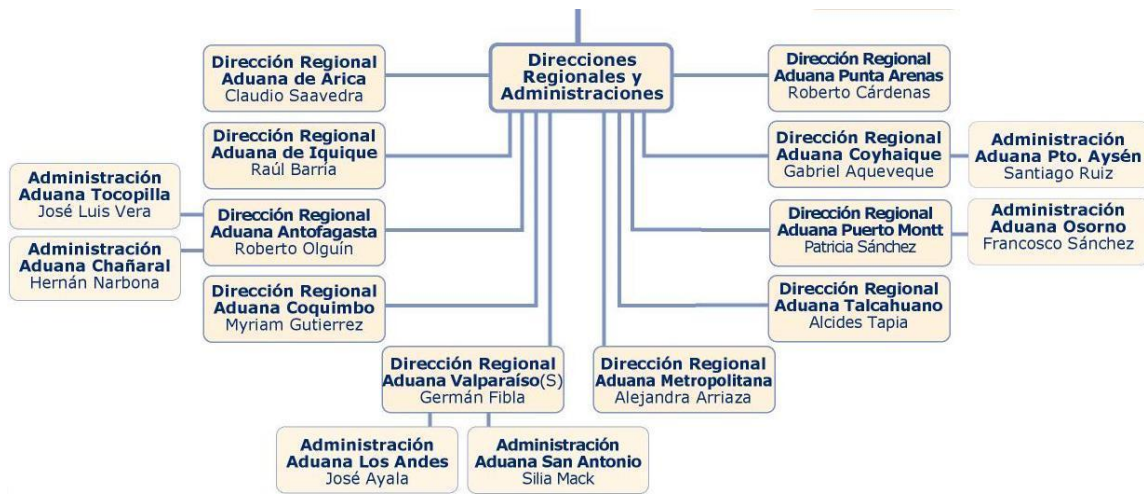 Direcciones
Regionales y
Administraciones
Dirección Regional
Aduana de Arica
Claudio Saavedra
Dirección Regional
Aduana Punta Arenas
Roberto Cárdenas
Dirección Regional
Aduana de Iquique
Raúl Barría
Dirección Regional
Aduana Coyhaique
Gabriel Aqueveque
Administración
Aduana Pto. Aysén
Santiago Ruiz
Administración
Aduana Tocopilla
José Luis Vera
Dirección Regional
Aduana Antofagasta
Roberto Olguín
Administración
Aduana Chañaral
Hernán Narbona
Dirección Regional
Aduana Puerto Montt
Patricia Sánchez
Administración
Aduana Osorno
Francosco Sánchez
Dirección Regional
Aduana Coquimbo
Myriam Gutierrez
Dirección Regional
Aduana Talcahuano
Alcides Tapia
Dirección Regional
Aduana Valparaíso(S)
Germán Fibla
Dirección Regional
Aduana Metropolitana
Alejandra Arriaza
Administración
Aduana Los Andes
José Ayala
Administración
Aduana San Antonio
Silia Mack